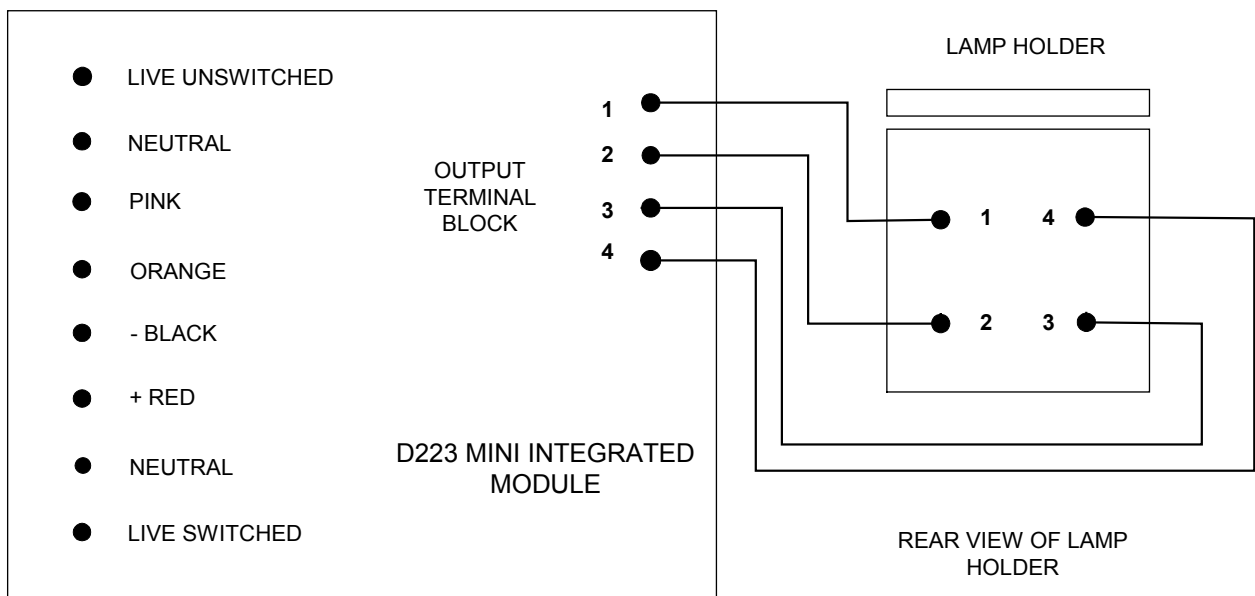 LIVE UNSWITCHED
NEUTRAL
PINK
ORANGE
- BLACK
+ RED
NEUTRAL
LIVE SWITCHED
OUTPUT
TERMINAL
BLOCK
1
2
3
4
D223 MINI INTEGRATED
MODULE
LAMP HOLDER
1 4
2 3
REAR VIEW OF LAMP
HOLDER